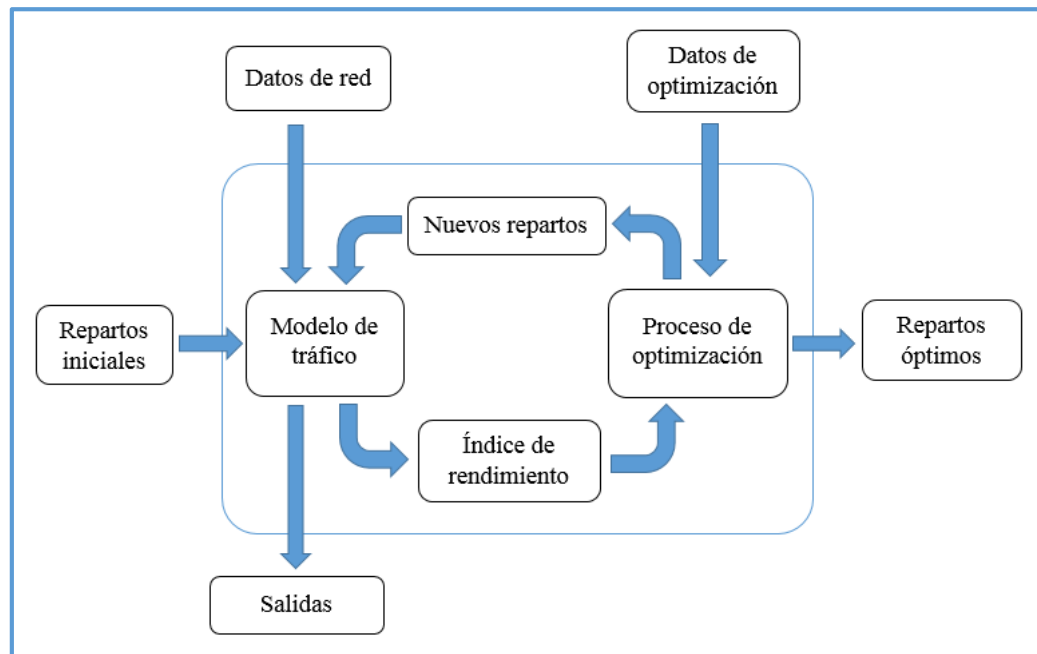 Datos de red
Datos de
optimización
Nuevos repartos
Repartos
iniciales
Modelo de
tráfico
Proceso de
optimización
Repartos
óptimos
Índice de
rendimiento
Salidas